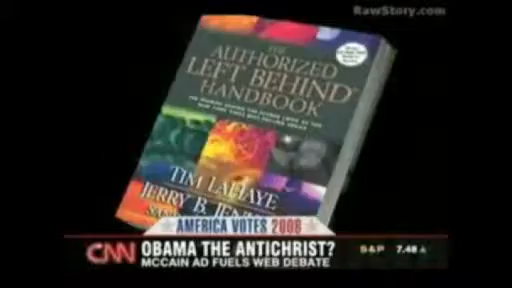 RawStory.com
THE
AUTHORIZED
LEFT BEHIND
HANDBOOK
TIM LAHAYE
JERRY B.
AMERICA VOTES 2008
CNN
OBAMA THE ANTICHRIST?
MCCAIN AD FUELS WEB DEBATE
S&P 7.48